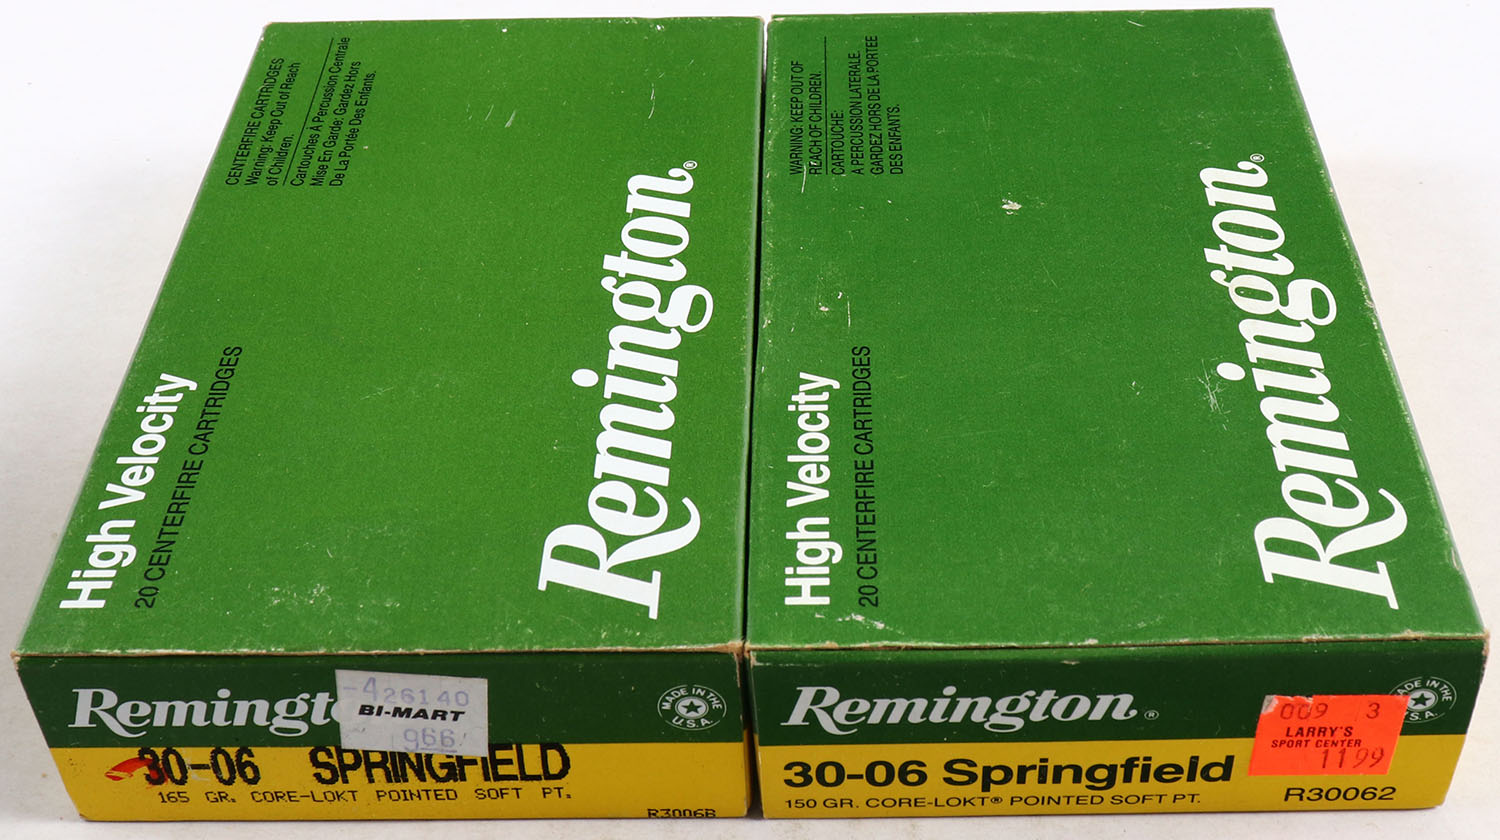 CENTERFIRE CARTRIDGES
Warning: Keep Out of Reach
of Children.
Cartouches À Percussion Centrale
Mise En Garde: Gardez Hors
De La Portée Des Enfants.
High Velocity
20 CENTERFIRE CARTRIDGES
Remington®
Remingt
MADE IN THE
U.S.A.
-426140
BI-MART
966
30-06 SPRINGFIELD
165 GR. CORE-LOKT POINTED SOFT PT.
R3006B
WARNING: KEEP OUT OF
REACH OF CHILDREN.
CARTOUCHE:
A PERCUSSION LATERALE.
GARDEZ HORS DE LA PORTEE
DES ENFANTS.
High Velocity
20 CENTERFIRE CARTRIDGES
Remington®
Remington®
DE IN THE
S.A.
009 3
LARRY'S
SPORT CENTER
1199
30-06 Springfield
150 GR. CORE-LOKT® POINTED SOFT PT.
R30062